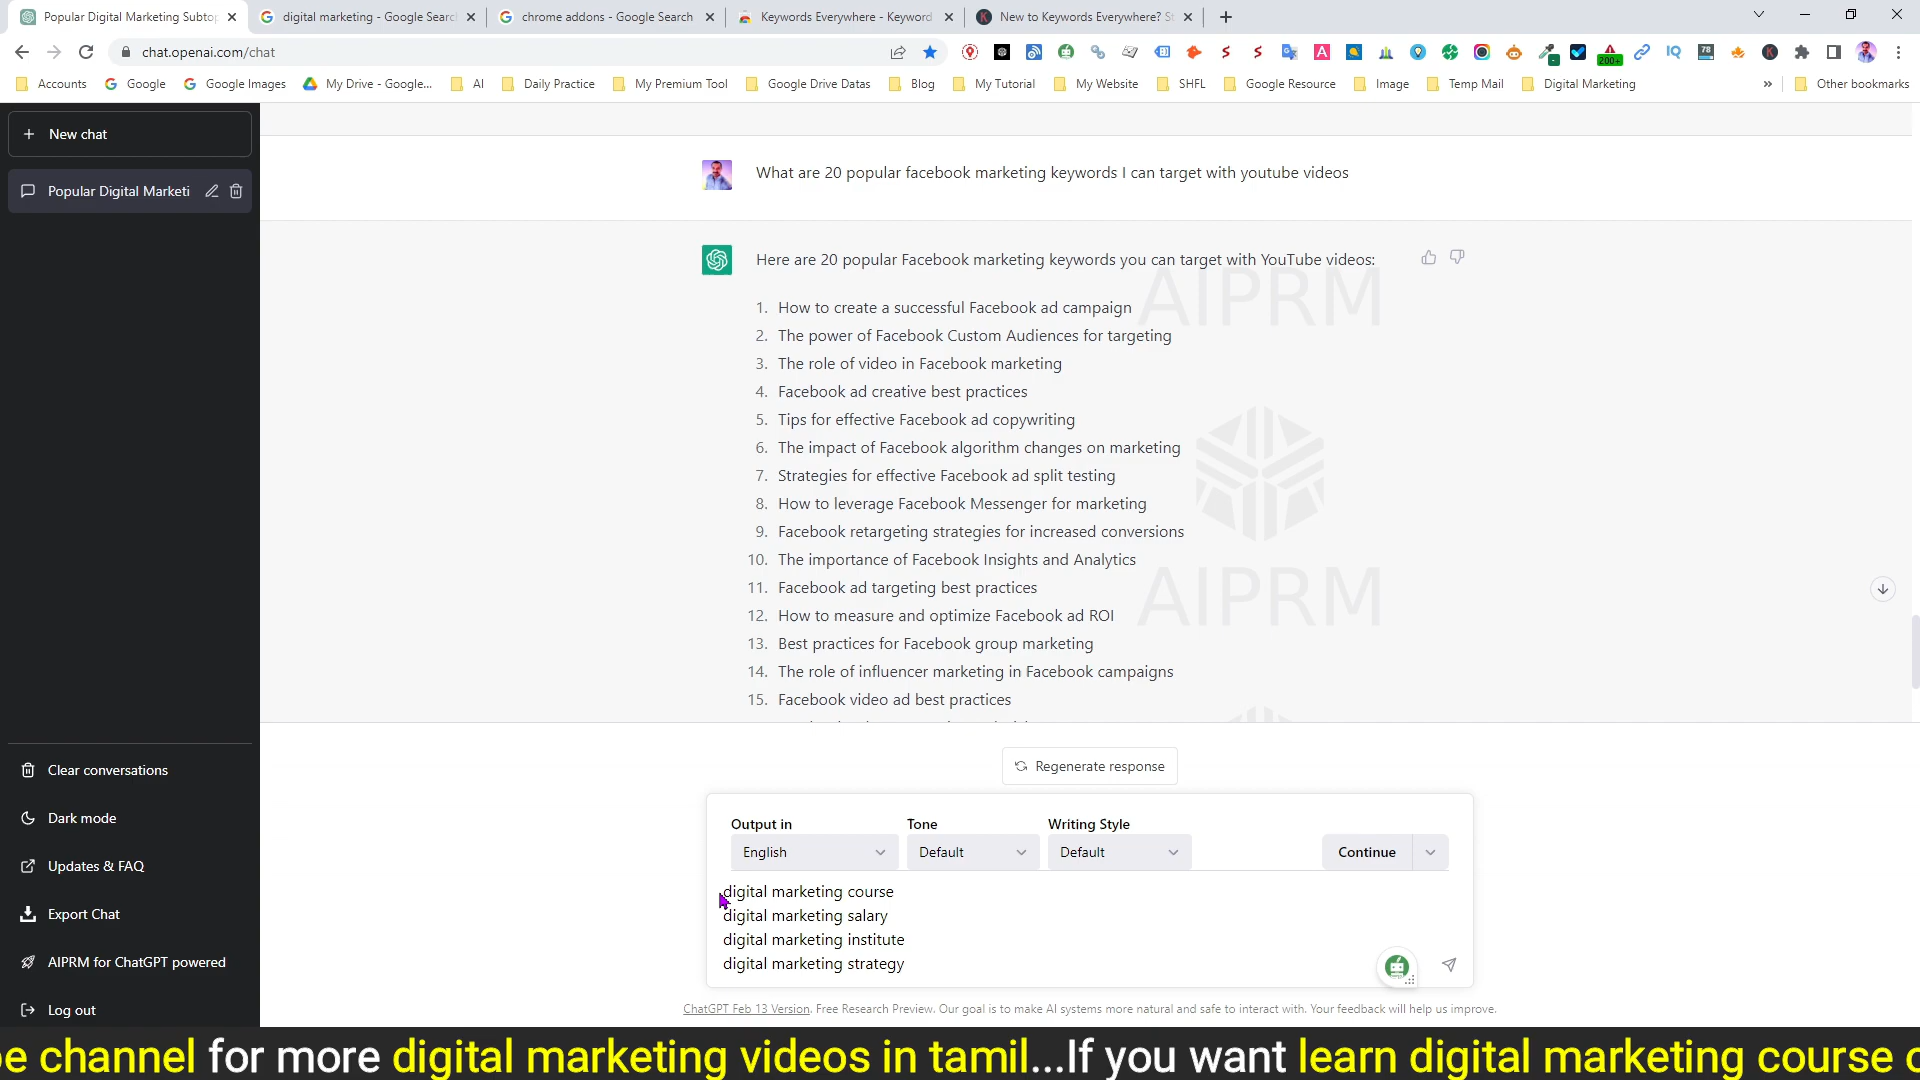 Popular Digital Marketing Subto
digital marketing - Google Searc
chrome addons - Google Search
Keywords Everywhere - Keyword
New to Keywords Everywhere? St
chat.openai.com/chat
Accounts
Google
Google Images
My Drive - Google...
AI
Daily Practice
My Premium Tool
Google Drive Datas
Blog
My Tutorial
My Website
SHFL
Google Resource
Image
Temp Mail
Digital Marketing
»
Other bookmarks
+ New chat
Popular Digital Marketi
What are 20 popular facebook marketing keywords I can target with youtube videos
Here are 20 popular Facebook marketing keywords you can target with YouTube videos:
AIPRM
1. How to create a successful Facebook ad campaign
2. The power of Facebook Custom Audiences for targeting
3. The role of video in Facebook marketing
4. Facebook ad creative best practices
5. Tips for effective Facebook ad copywriting
6. The impact of Facebook algorithm changes on marketing
7. Strategies for effective Facebook ad split testing
8. How to leverage Facebook Messenger for marketing
9. Facebook retargeting strategies for increased conversions
10. The importance of Facebook Insights and Analytics
11. Facebook ad targeting best practices
AIPRM
12. How to measure and optimize Facebook ad ROI
13. Best practices for Facebook group marketing
14. The role of influencer marketing in Facebook campaigns
15. Facebook video ad best practices
Clear conversations
Dark mode
Updates & FAQ
Export Chat
AIPRM for ChatGPT powered
Log out
Regenerate response
Output in
Tone
Writing Style
English
Default
Default
Continue
digital marketing course
digital marketing salary
digital marketing institute
digital marketing strategy
ChatGPT Feb 13 Version. Free Research Preview. Our goal is to make AI systems more natural and safe to interact with. Your feedback will help us improve.
e channel for more digital marketing videos in tamil...If you want learn digital marketing course